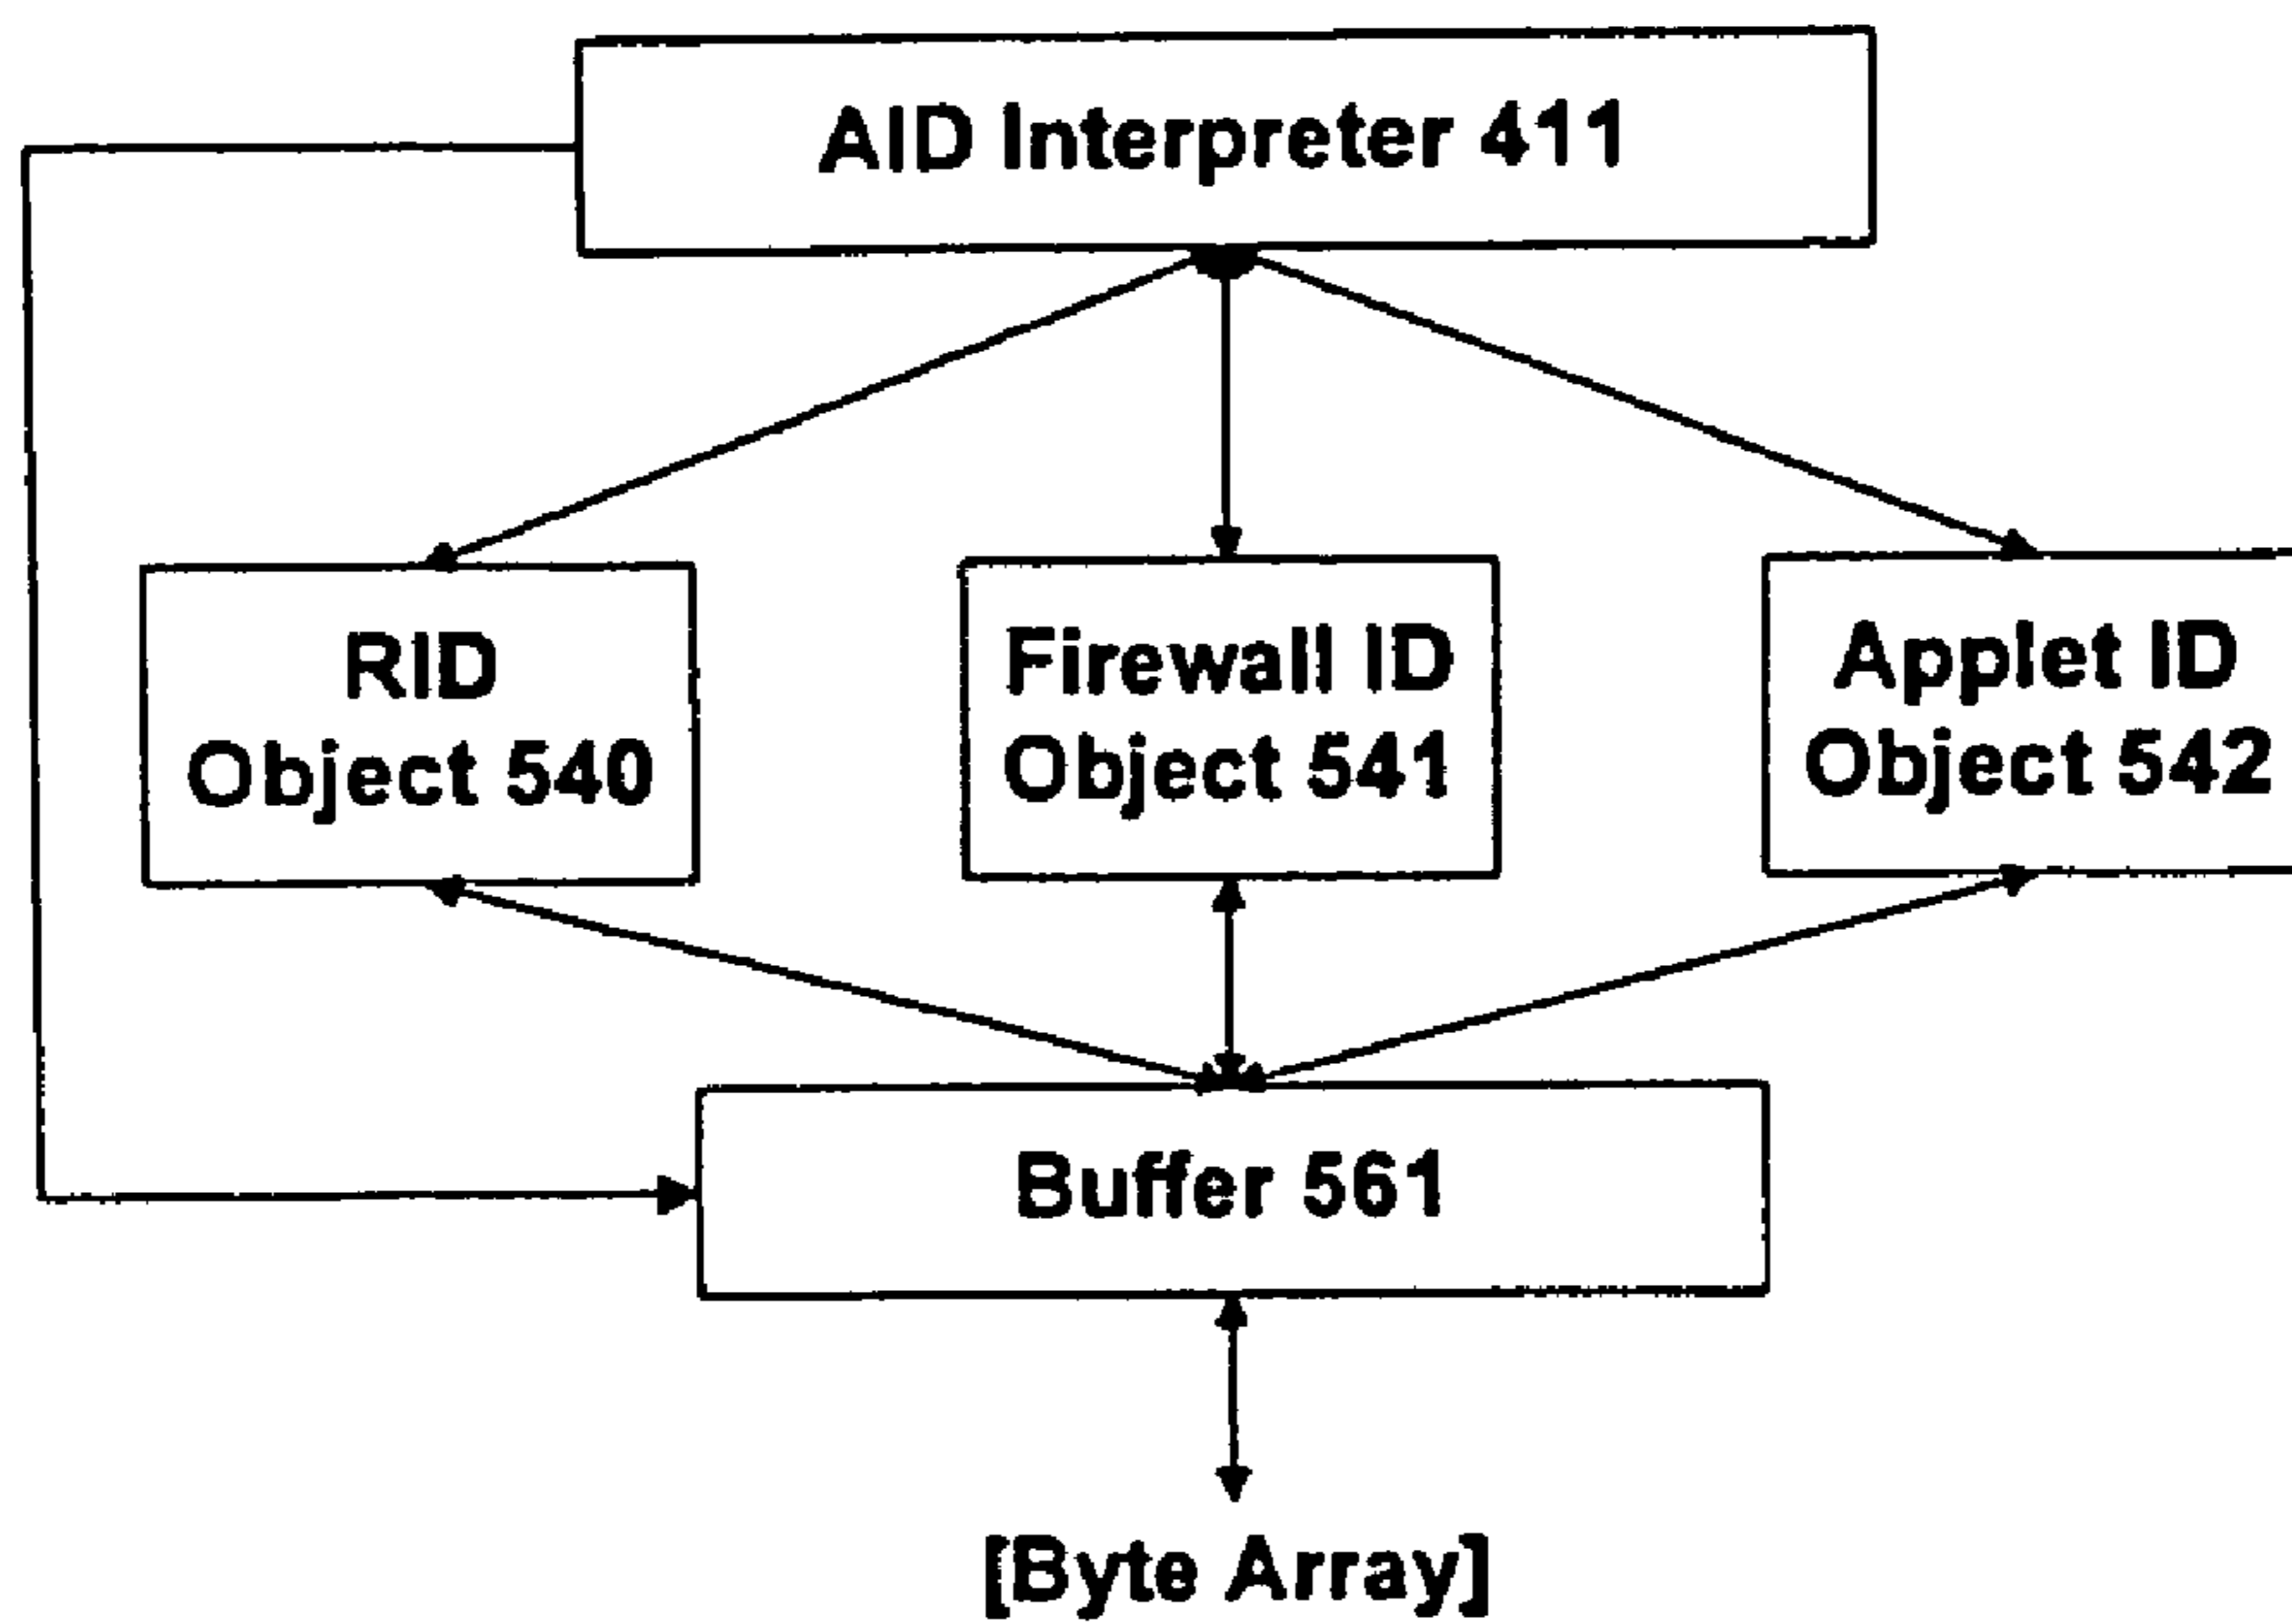 AID Interpreter 411
RID
Object 540
Firewall ID
Object 541
Applet ID
Object 542
Buffer 561
[Byte Array]